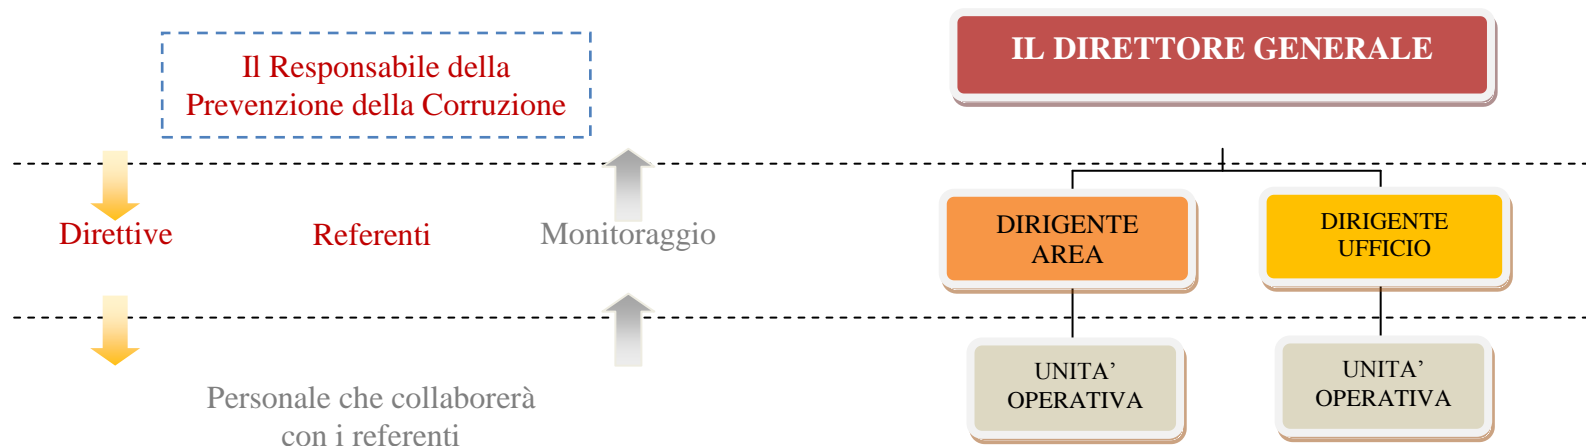 Il Responsabile della
Prevenzione della Corruzione
IL DIRETTORE GENERALE
Direttive
Referenti
Monitoraggio
DIRIGENTE
AREA
DIRIGENTE
UFFICIO
Personale che collaborerà
con i referenti
UNITA’
OPERATIVA
UNITA’
OPERATIVA